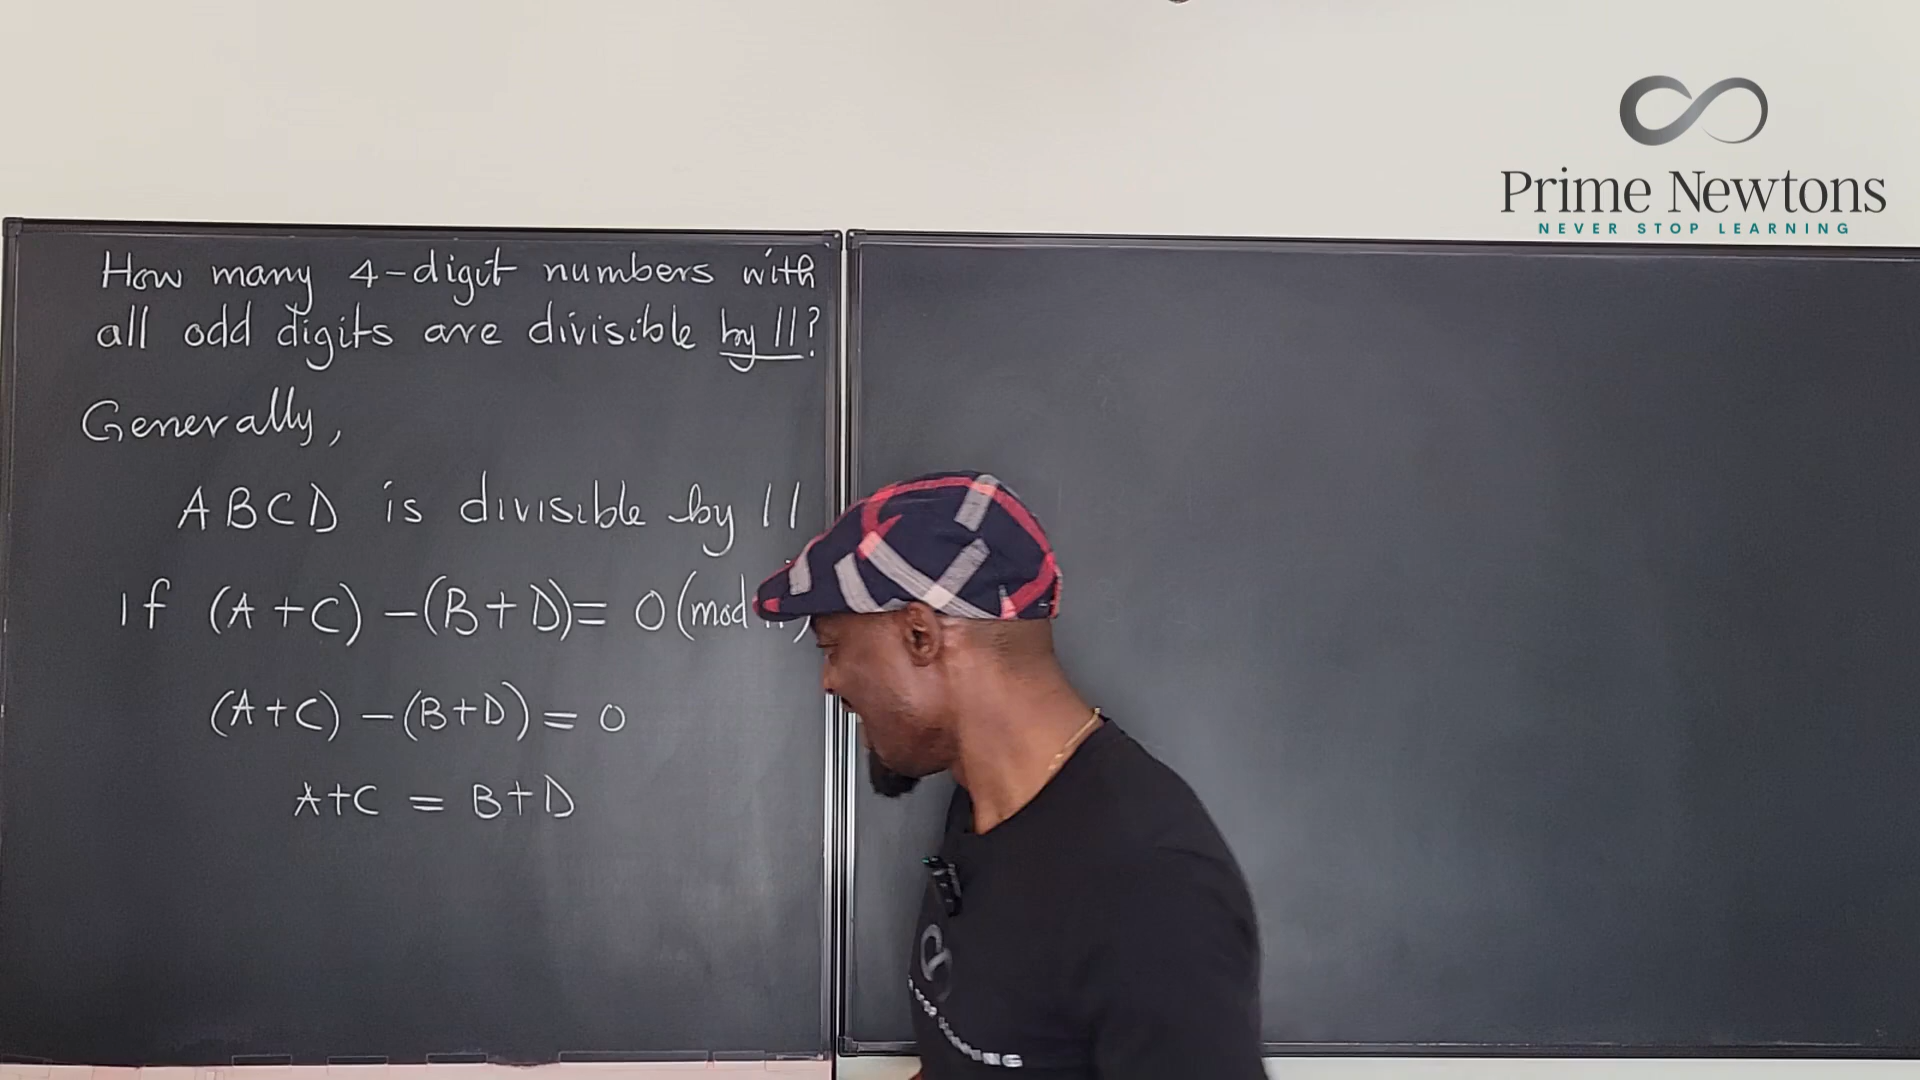 Prime Newtons
NEVER STOP LEARNING
How many 4-digit numbers with
all odd digits are divisible by 11?
Generally,
ABCD is divisible by 11
If (A+C) -(B+D)= 0(mod
(A+C) - (B+D) = 0
A+C = B+D